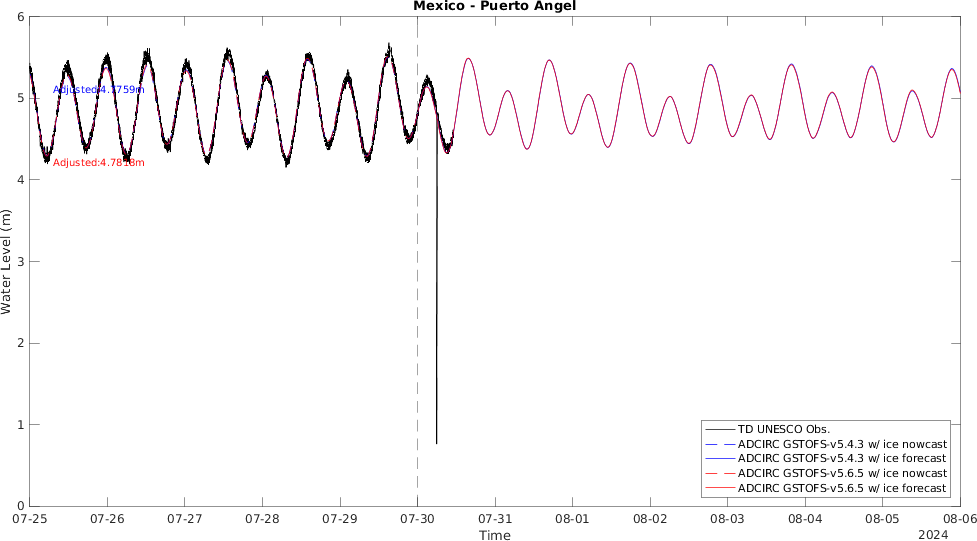 Mexico - Puerto Angel
6
5
4
3
2
1
0
Water Level (m)
Adjusted:4.7759m
Adjusted:4.7818m
TD UNESCO Obs.
ADCIRC GSTOFS-v5.4.3 w/ ice nowcast
ADCIRC GSTOFS-v5.4.3 w/ ice forecast
ADCIRC GSTOFS-v5.6.5 w/ ice nowcast
ADCIRC GSTOFS-v5.6.5 w/ ice forecast
07-25 07-26 07-27 07-28 07-29 07-30 07-31 08-01 08-02 08-03 08-04 08-05 08-06
Time
2024